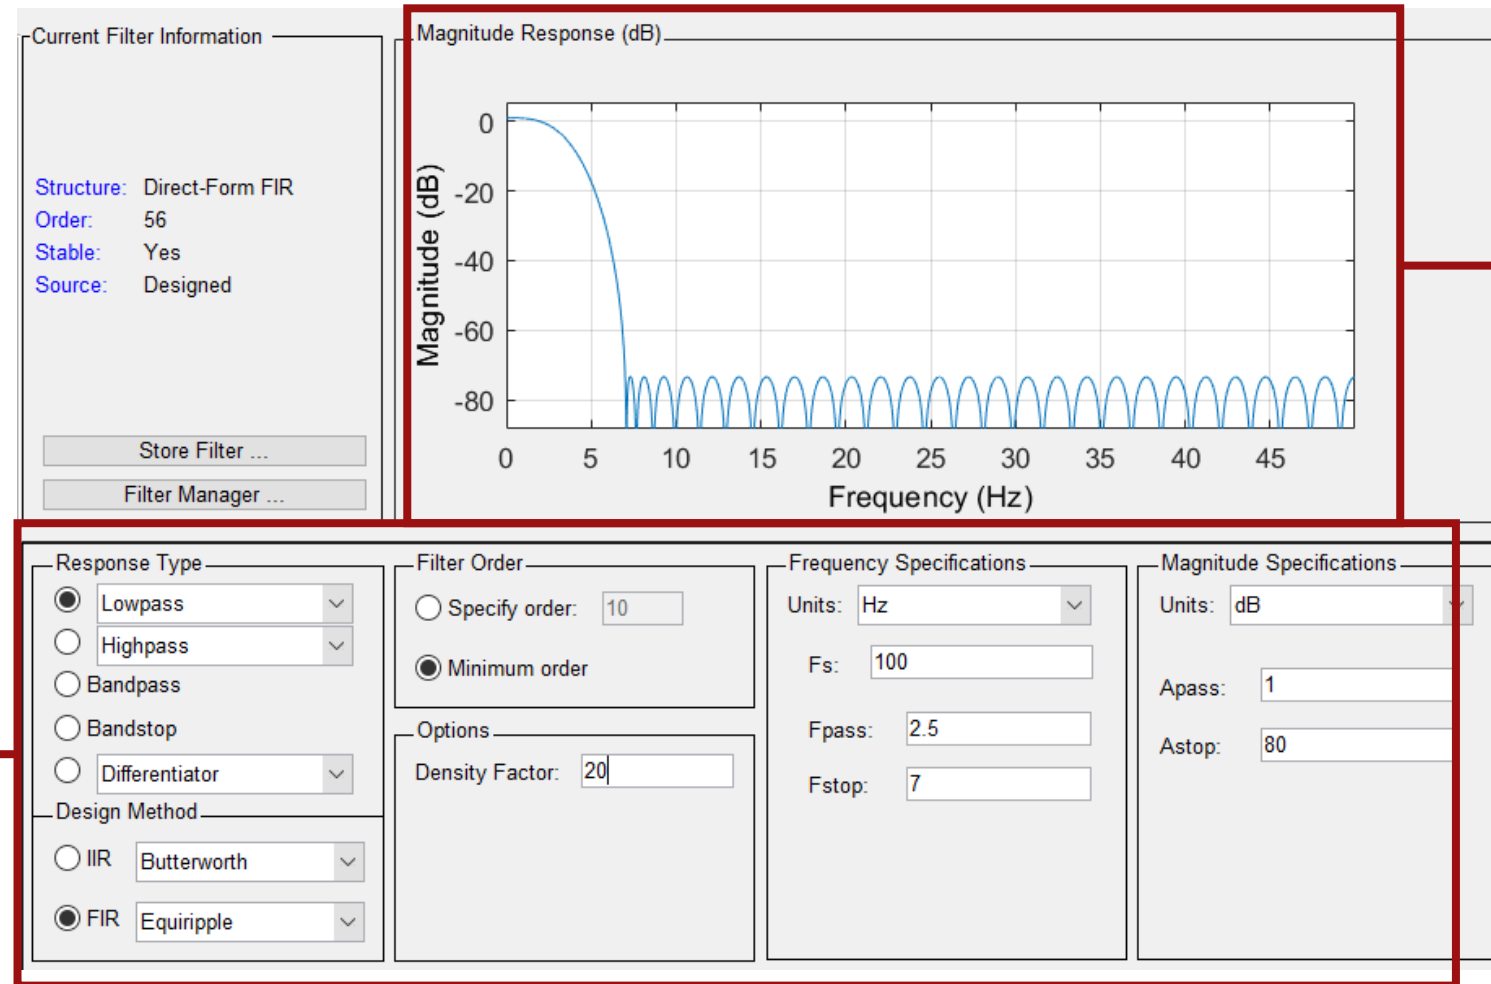 Current Filter Information
Structure: Direct-Form FIR
Order: 56
Stable: Yes
Source: Designed
Store Filter ...
Filter Manager ...
Magnitude Response (dB)
Magnitude (dB)
0
-20
-40
-60
-80
0 5 10 15 20 25 30 35 40 45
Frequency (Hz)
Response Type
Lowpass
Highpass
Bandpass
Bandstop
Differentiator
Design Method
IIR Butterworth
FIR Equiripple
Filter Order
Specify order: 10
Minimum order
Options
Density Factor: 20
Frequency Specifications
Units: Hz
Fs: 100
Fpass: 2.5
Fstop: 7
Magnitude Specifications
Units: dB
Apass: 1
Astop: 80